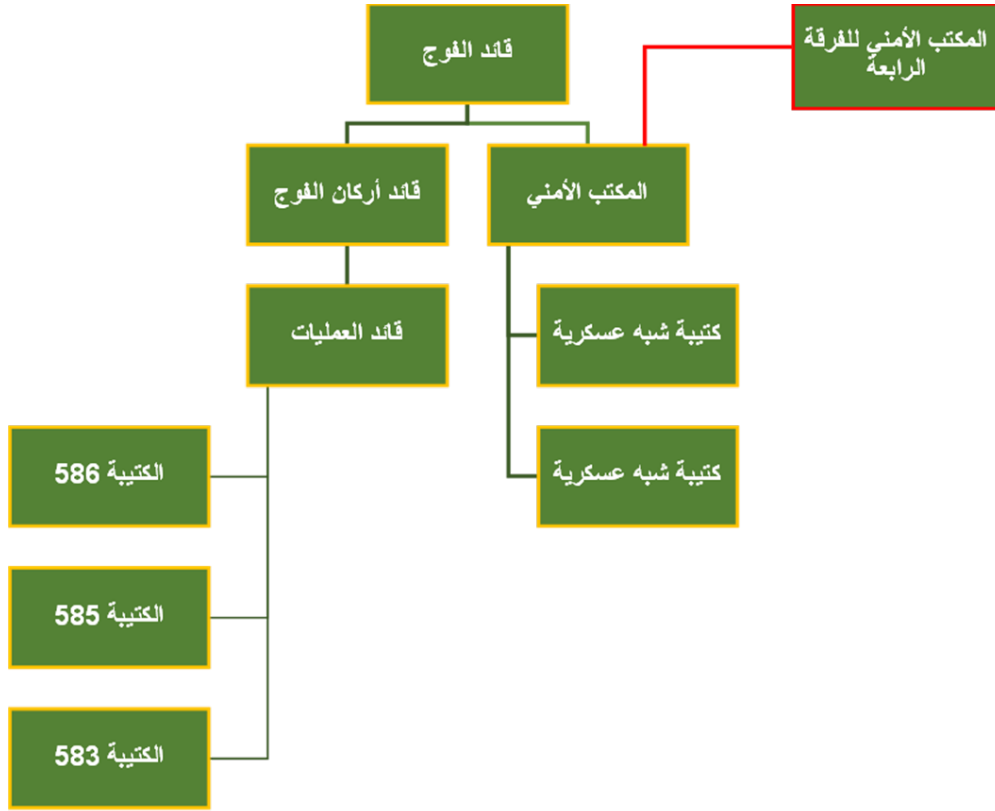 قائد الفوج
المكتب الأمني للفرقة
الرابعة
المكتب الأمني
قائد أركان الفوج
كتيبة شبه عسكرية
قائد العمليات
كتيبة شبه عسكرية
الكتيبة 586
الكتيبة 585
الكتيبة 583